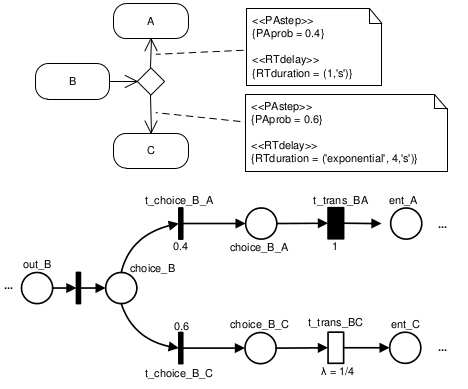 A
<<PAstep>>
{PAprob = 0.4}
<<RTdelay>>
{RTduration = (1,'s')}
B
<<PAstep>>
{PAprob = 0.6}
<<RTdelay>>
{RTduration = ('exponential', 4,'s')}
C
t_choice_B_A
t_trans_BA
ent_A
0.4
choice_B_A
1
...
out_B
choice_B
...
0.6
choice_B_C
t_trans_BC
ent_C
t_choice_B_C
λ = 1/4
...